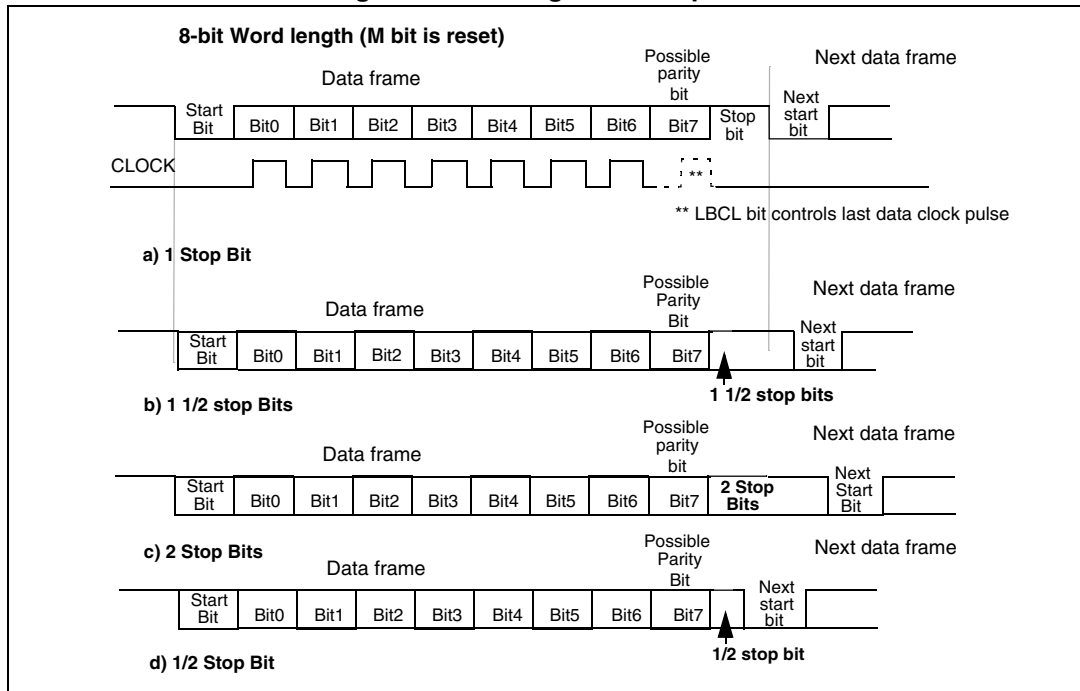 8-bit Word length (M bit is reset)
Possible
parity
bit
Next data frame
Data frame
Start
Bit
Bit0
Bit1
Bit2
Bit3
Bit4
Bit5
Bit6
Bit7
Stop
bit
Next
start
bit
CLOCK
**
** LBCL bit controls last data clock pulse
a) 1 Stop Bit
Possible
Parity
Bit
Next data frame
Data frame
Start
Bit
Bit0
Bit1
Bit2
Bit3
Bit4
Bit5
Bit6
Bit7
Next
start
bit
1 1/2 stop bits
b) 1 1/2 stop Bits
Possible
parity
bit
Next data frame
Data frame
Start
Bit
Bit0
Bit1
Bit2
Bit3
Bit4
Bit5
Bit6
Bit7
2 Stop
Bits
Next
Start
Bit
c) 2 Stop Bits
Possible
Parity
Bit
Next data frame
Data frame
Start
Bit
Bit0
Bit1
Bit2
Bit3
Bit4
Bit5
Bit6
Bit7
Next
start
bit
1/2 stop bit
d) 1/2 Stop Bit